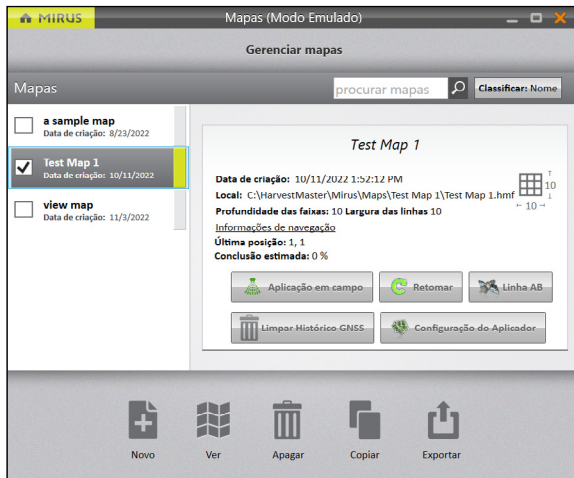 MIRUS
Mapas (Modo Emulado)
Gerenciar mapas
Mapas
procurar mapas
Classificar: Nome
a sample map
Data de criação: 8/23/2022
Test Map 1
Data de criação: 10/11/2022
view map
Data de criação: 11/3/2022
Test Map 1
Data de criação: 10/11/2022 1:52:12 PM
Local: C:\HarvestMaster\Mirus\Maps\Test Map 1\Test Map 1.hmf
Profundidade das faixas: 10 Largura das linhas 10
10
10
Informações de navegação
Última posição: 1, 1
Conclusão estimada: 0 %
Aplicação em campo
Retomar
Linha AB
Limpar Histórico GNSS
Configuração do Aplicador
Novo
Ver
Apagar
Copiar
Exportar